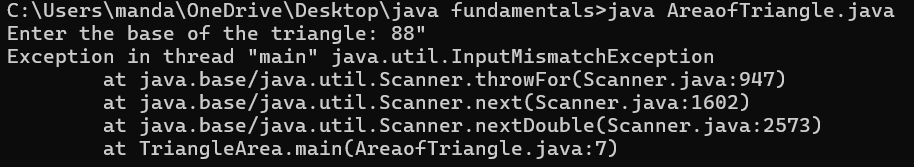 C:\Users\manda\OneDrive\Desktop\java fundamentals>java AreaofTriangle.java
Enter the base of the triangle: 88"
Exception in thread "main" java.util.InputMismatchException
        at java.base/java.util.Scanner.throwFor(Scanner.java:947)
        at java.base/java.util.Scanner.next(Scanner.java:1602)
        at java.base/java.util.Scanner.nextDouble(Scanner.java:2573)
        at TriangleArea.main(AreaofTriangle.java:7)